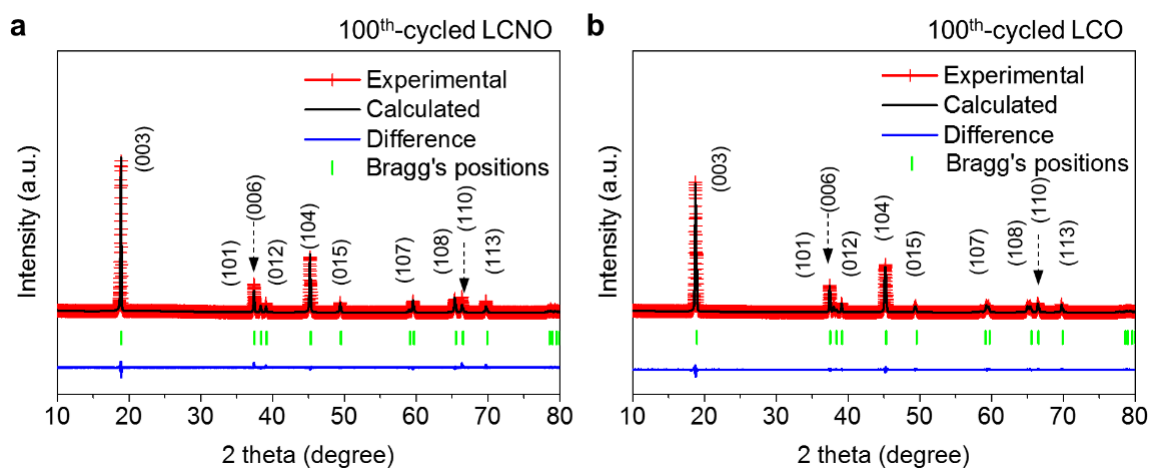 a
100th-cycled LCNO
Experimental
Calculated
Difference
Bragg's positions
(003)
(101)
(006)
(012)
(104)
(015)
(107)
(108)
(110)
(113)
Intensity (a.u.)
10 20 30 40 50 60 70 80
2 theta (degree)
b
100th-cycled LCO
Experimental
Calculated
Difference
Bragg's positions
(003)
(101)
(006)
(012)
(104)
(015)
(107)
(108)
(110)
(113)
Intensity (a.u.)
10 20 30 40 50 60 70 80
2 theta (degree)